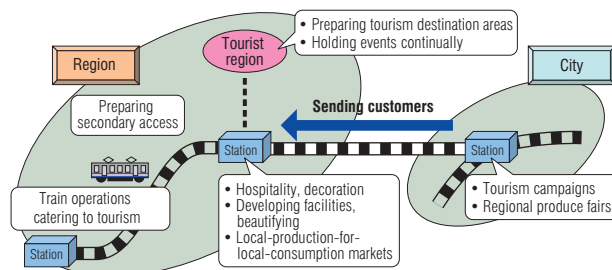 • Preparing tourism destination areas
• Holding events continually
Tourist
region
Region
City
Preparing
secondary access
Sending customers
Station
Station
Train operations
catering to tourism
• Hospitality, decoration
• Developing facilities,
beautifying
• Local-production-for-
local-consumption markets
• Tourism campaigns
• Regional produce fairs
Station